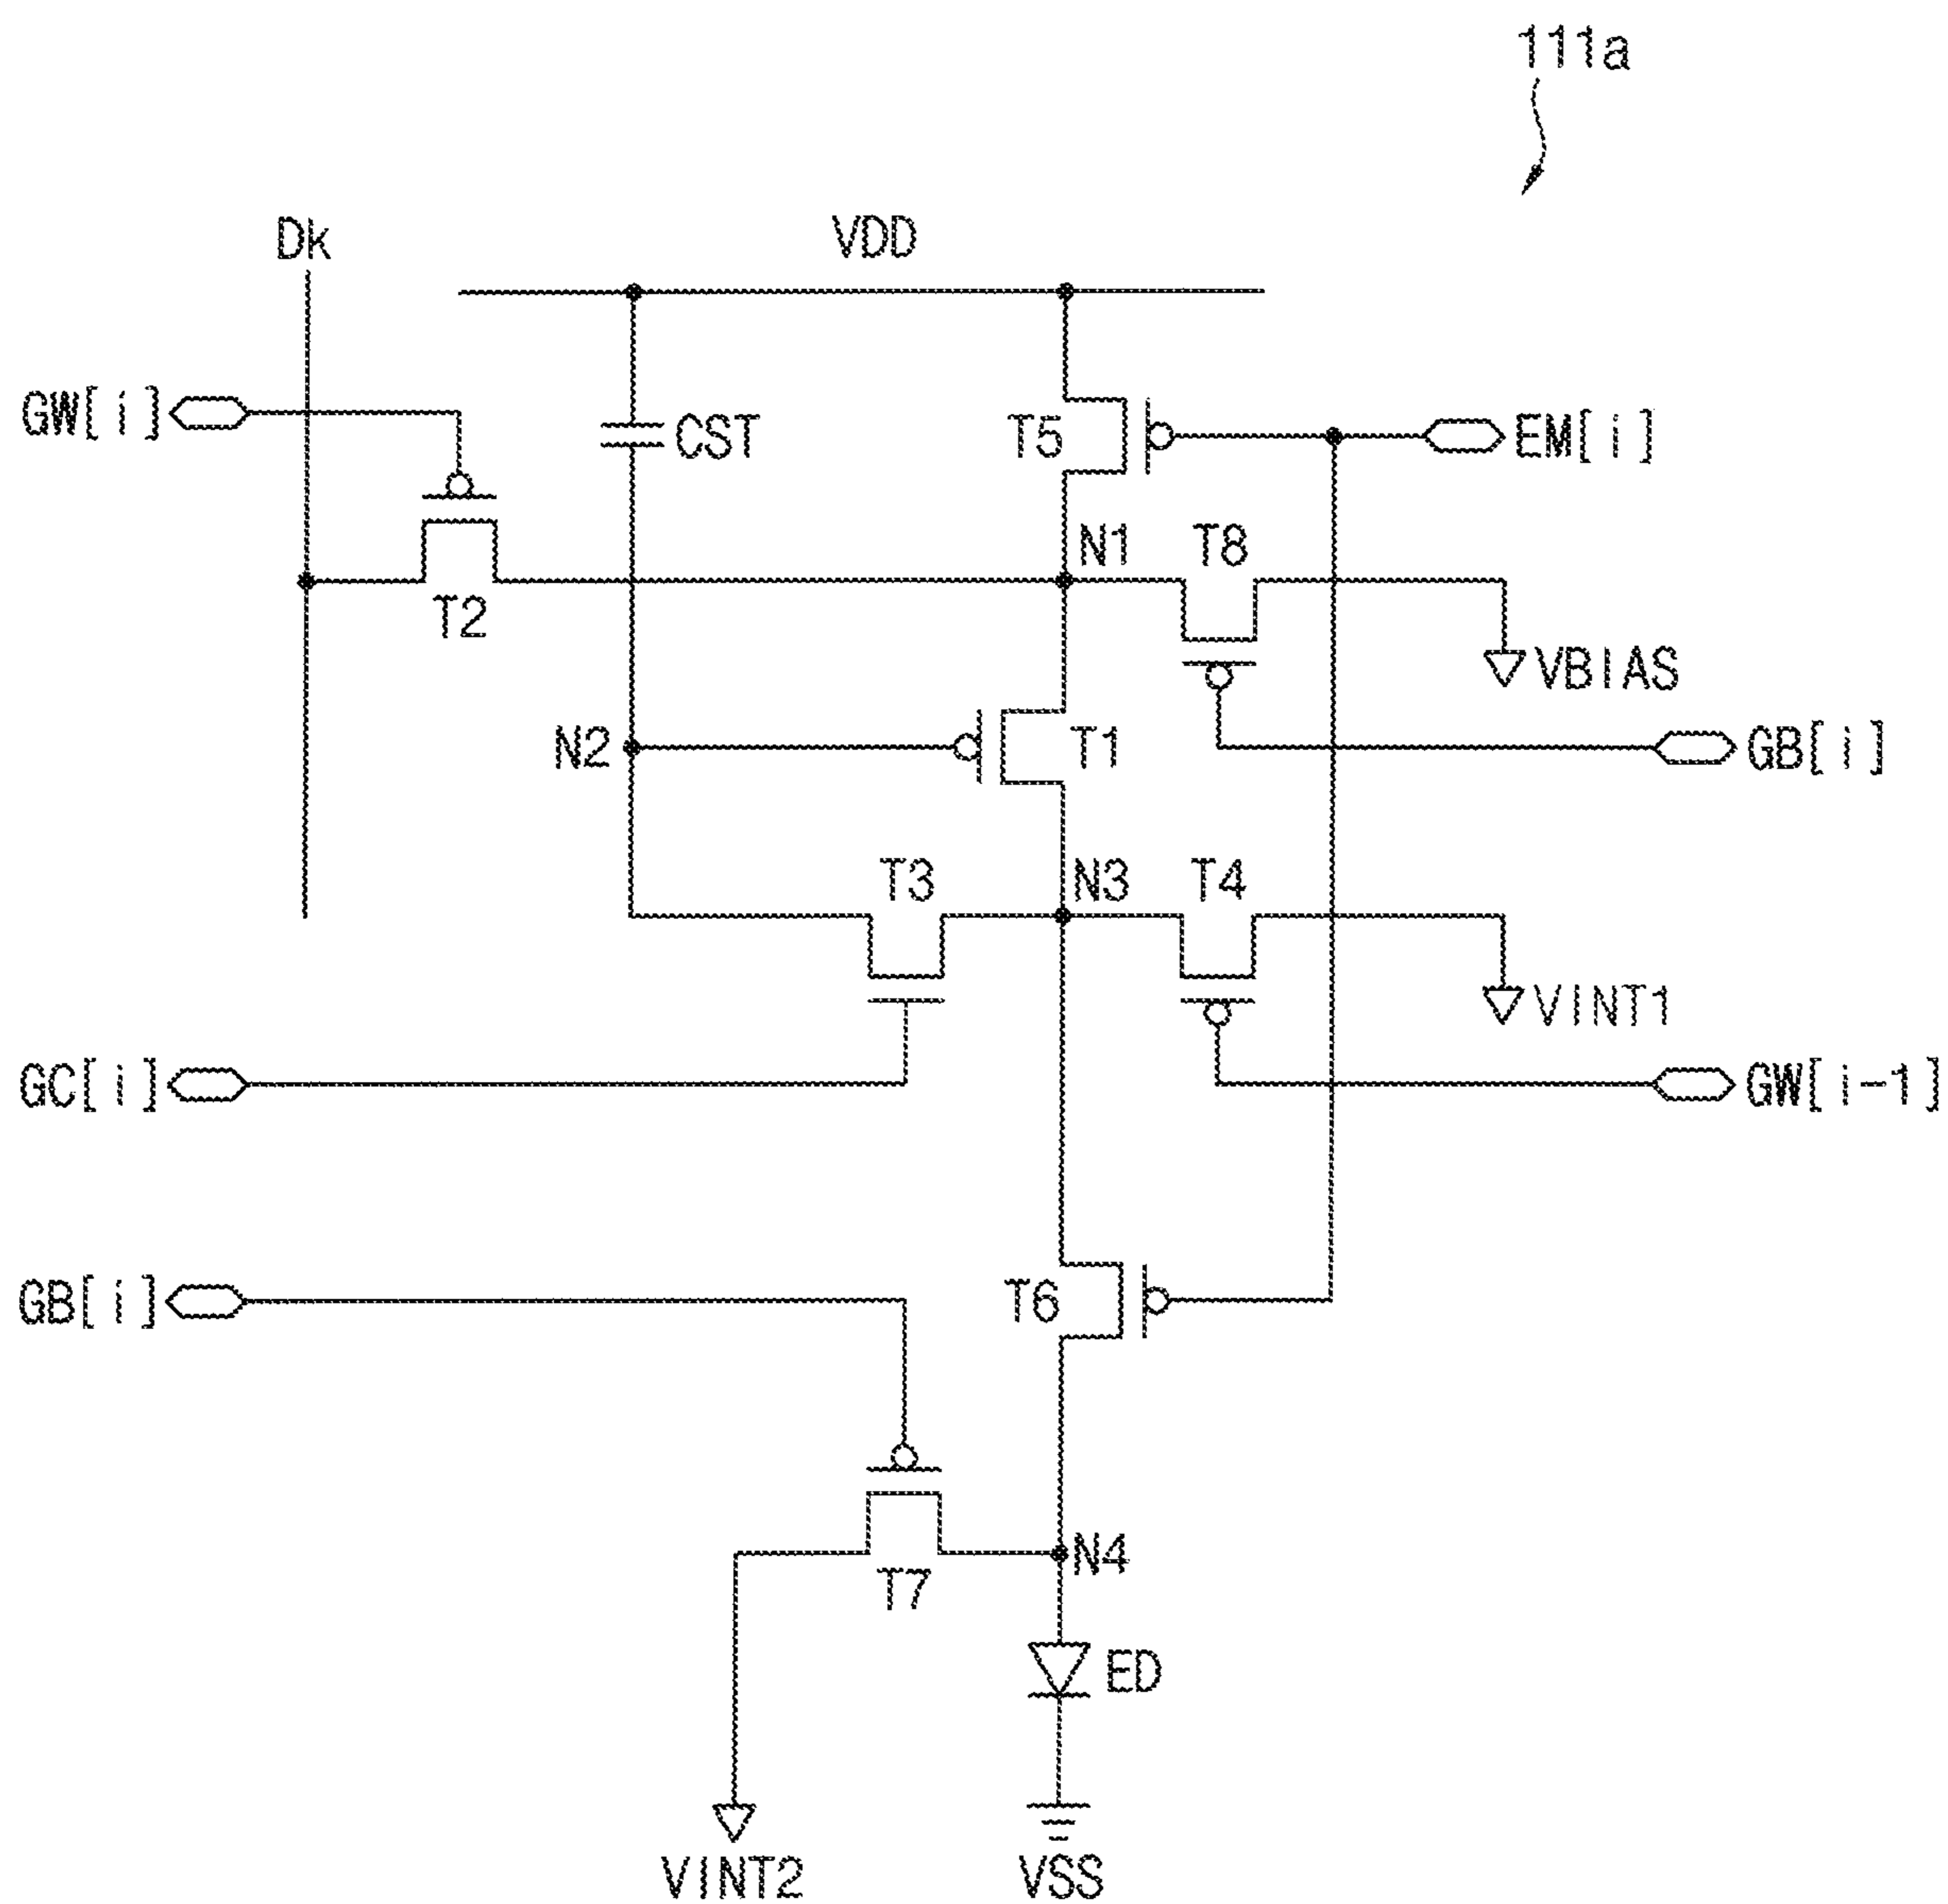 111a
Dk
VDD
GW[i]
CST
T5
EM[i]
N1
T8
T2
VBIAS
N2
T1
GB[i]
T3
N3
T4
VINT1
GC[i]
GW[i-1]
GB[i]
T6
N4
T7
ED
VINT2
VSS